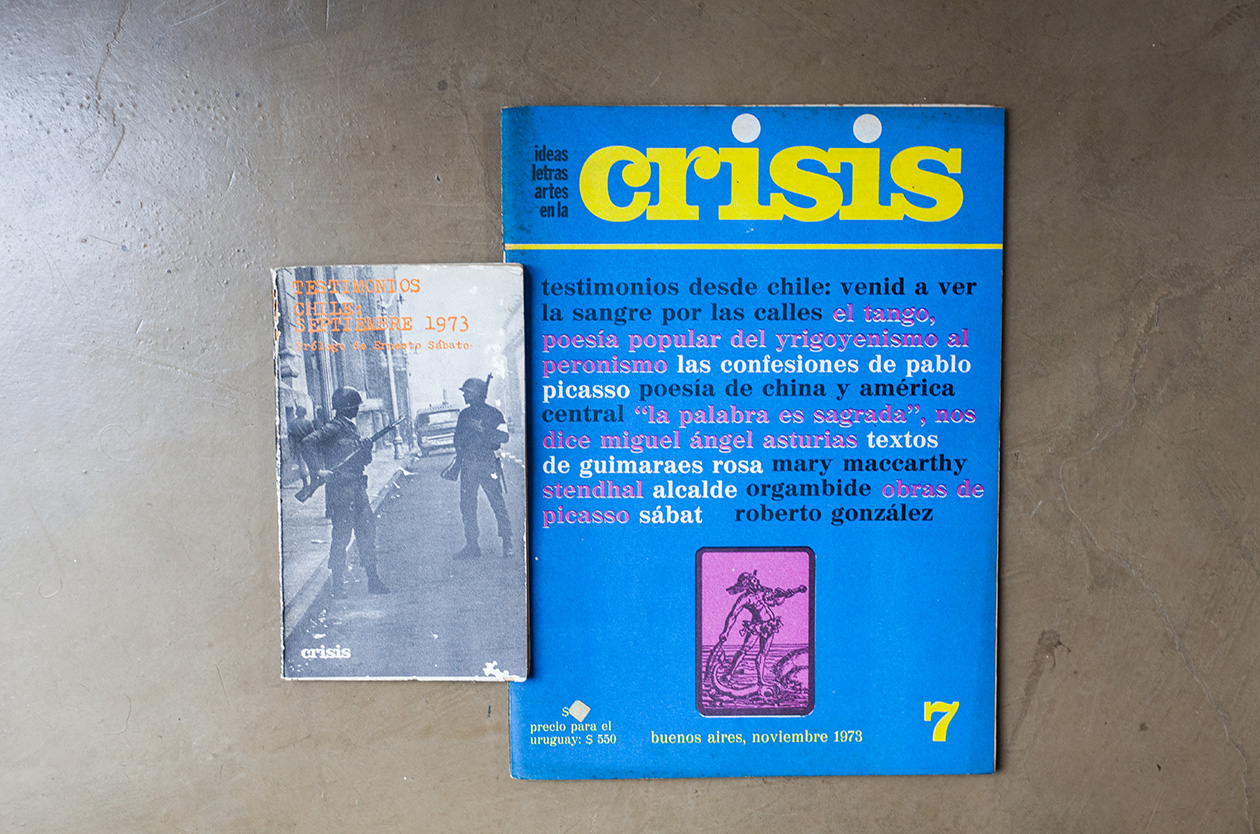 TESTIMONIOS
CHILE:
SEPTIEMBRE 1973
prólogo de Ernesto Sábato
crisis
ideas
letras
artes
en la
crisis
testimonios desde chile: venid a ver
la sangre por las calles el tango,
poesía popular del yrigoyenismo al
peronismo las confesiones de pablo
picasso poesía de china y américa
central “la palabra es sagrada”, nos
dice miguel ángel asturias textos
de guimaraes rosa mary maccarthy
stendhal alcalde orgambide obras de
picasso sábat roberto gonzález
$
precio para el
uruguay: $ 550
buenos aires, noviembre 1973
7